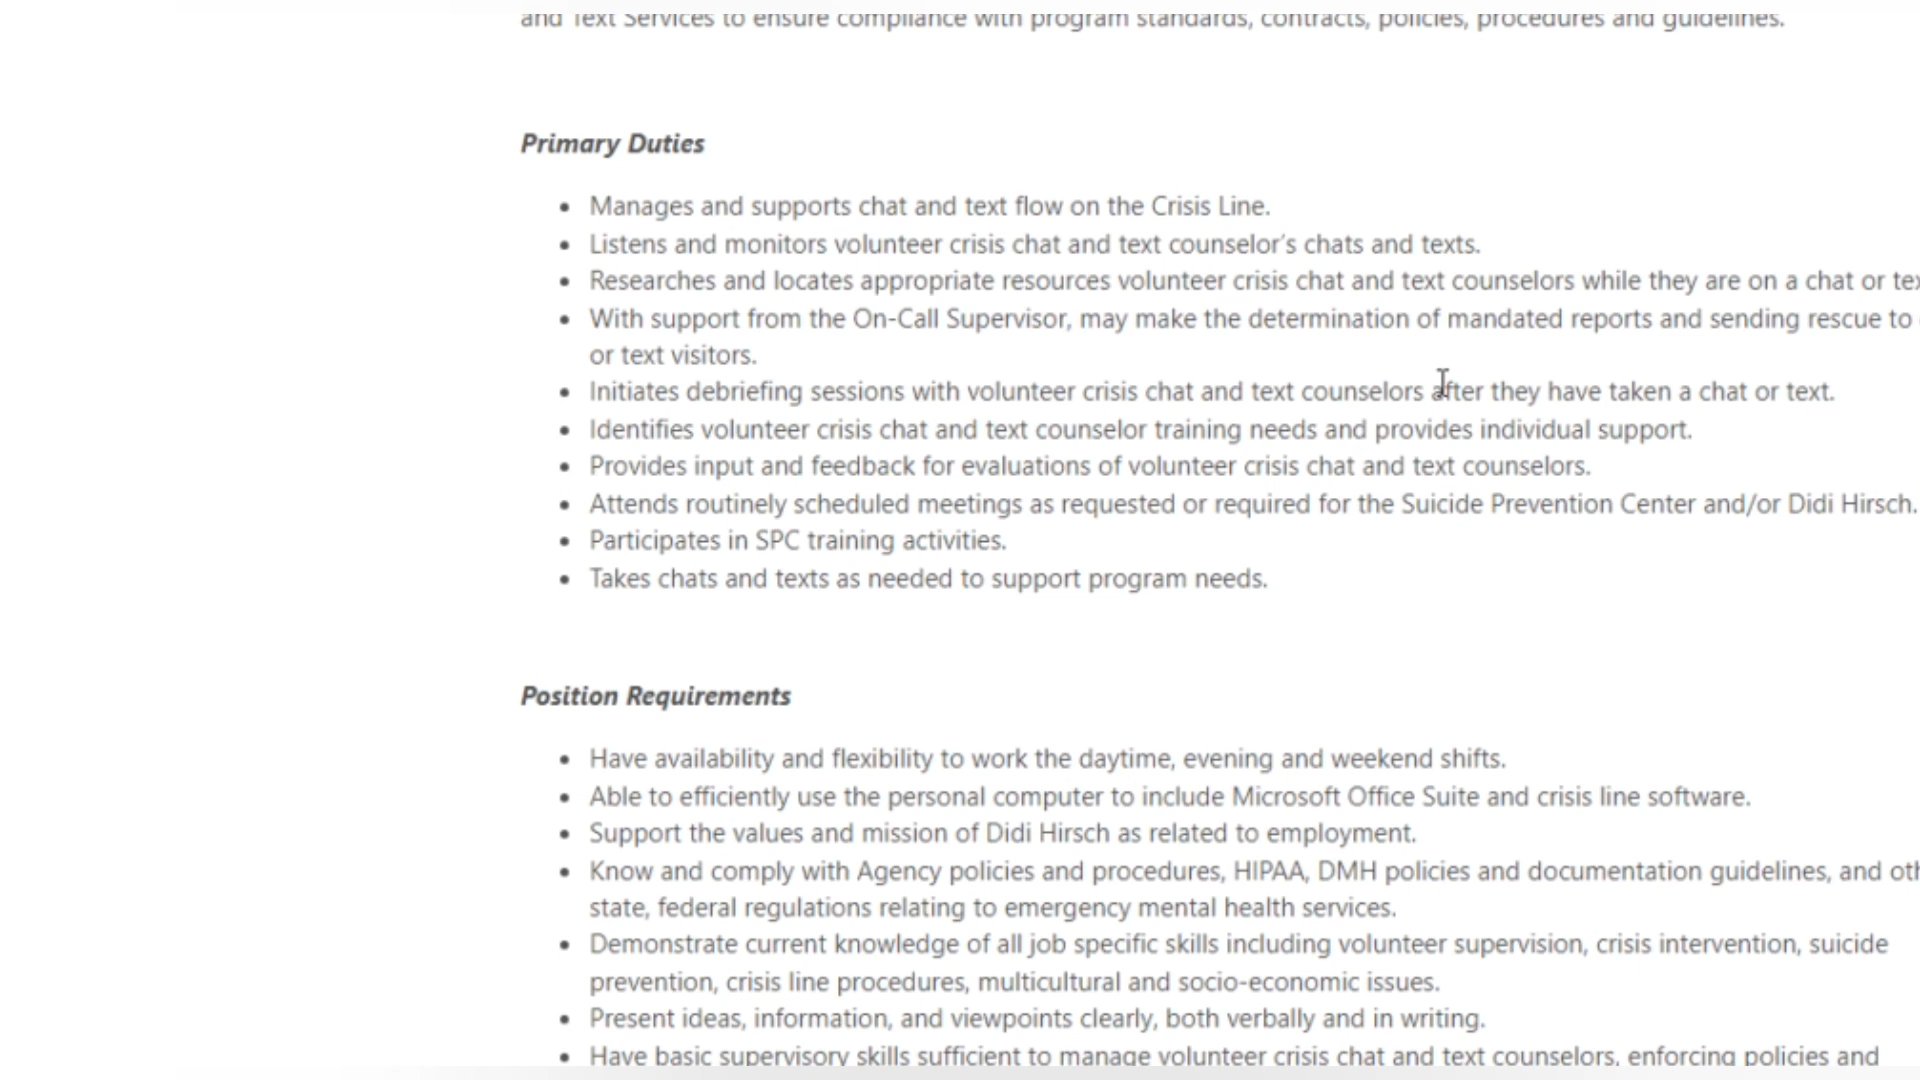 and Text Services to ensure compliance with program standards, contracts, policies, procedures and guidelines.
Primary Duties
• Manages and supports chat and text flow on the Crisis Line.
• Listens and monitors volunteer crisis chat and text counselor's chats and texts.
• Researches and locates appropriate resources volunteer crisis chat and text counselors while they are on a chat or
• With support from the On-Call Supervisor, may make the determination of mandated reports and sending rescue to
or text visitors.
• Initiates debriefing sessions with volunteer crisis chat and text counselors after they have taken a chat or text.
• Identifies volunteer crisis chat and text counselor training needs and provides individual support.
• Provides input and feedback for evaluations of volunteer crisis chat and text counselors.
• Attends routinely scheduled meetings as requested or required for the Suicide Prevention Center and/or Didi Hirsch.
• Participates in SPC training activities.
• Takes chats and texts as needed to support program needs.
Position Requirements
• Have availability and flexibility to work the daytime, evening and weekend shifts.
• Able to efficiently use the personal computer to include Microsoft Office Suite and crisis line software.
• Support the values and mission of Didi Hirsch as related to employment.
• Know and comply with Agency policies and procedures, HIPAA, DMH policies and documentation guidelines, and
state, federal regulations relating to emergency mental health services.
• Demonstrate current knowledge of all job specific skills including volunteer supervision, crisis intervention, suicide
prevention, crisis line procedures, multicultural and socio-economic issues.
• Present ideas, information, and viewpoints clearly, both verbally and in writing.
• Have basic supervisory skills sufficient to manage volunteer crisis chat and text counselors, enforcing policies and